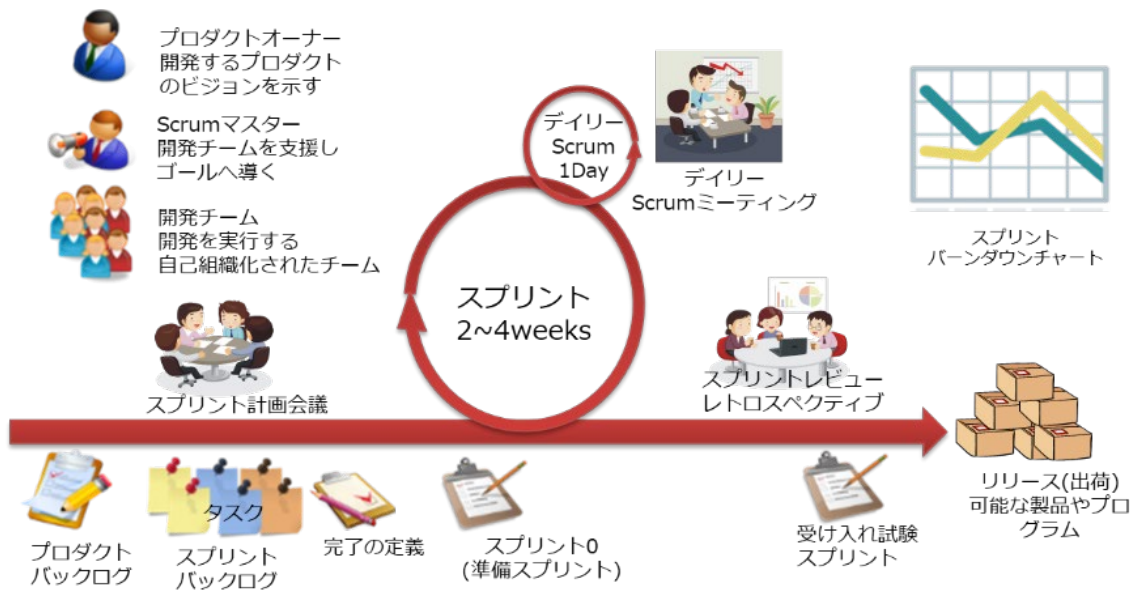 プロダクトオーナー
開発するプロダクト
のビジョンを示す
Scrumマスター
開発チームを支援し
ゴールへ導く
開発チーム
開発を実行する
自己組織化されたチーム
デイリー
Scrum
1Day
デイリー
Scrumミーティング
スプリント
バーンダウンチャート
スプリント
2~4weeks
スプリント計画会議
スプリントレビュー
レトロスペクティブ
プロダクト
バックログ
タスク
スプリント
バックログ
完了の定義
スプリント0
(準備スプリント)
受け入れ試験
スプリント
リリース(出荷)
可能な製品やプロ
グラム